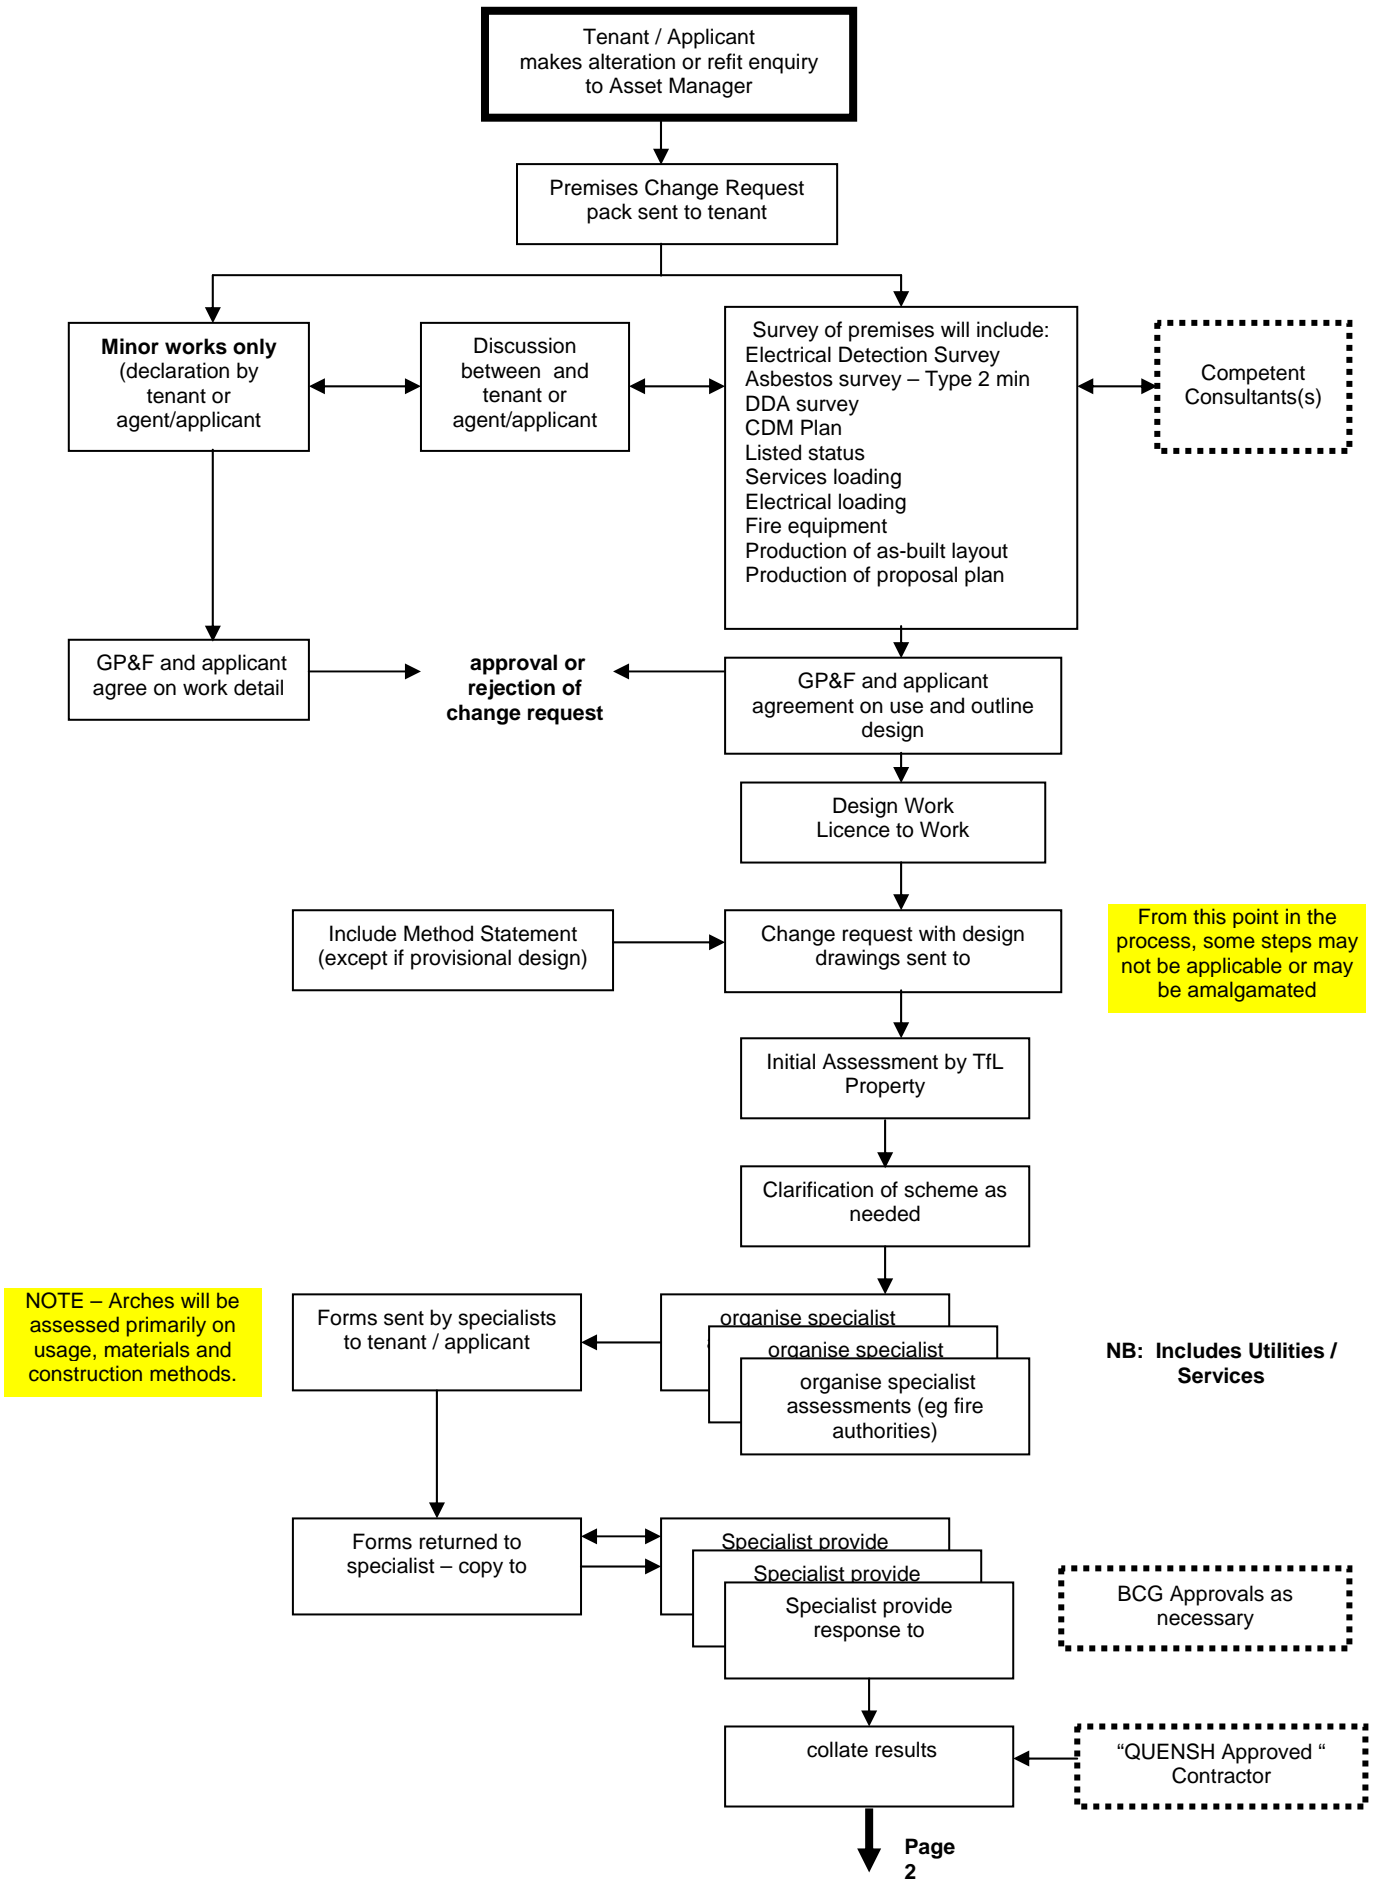 Tenant / Applicant
makes alteration or refit enquiry
to Asset Manager
Premises Change Request
pack sent to tenant
Minor works only
(declaration by
tenant or
agent/applicant
Discussion
between  and
tenant or
agent/applicant
Survey of premises will include:
Electrical Detection Survey
Asbestos survey – Type 2 min
DDA survey
CDM Plan
Listed status
Services loading
Electrical loading
Fire equipment
Production of as-built layout
Production of proposal plan
Competent
Consultants(s)
GP&F and applicant
agree on work detail
approval or
rejection of
change request
GP&F and applicant
agreement on use and outline
design
Design Work
Licence to Work
Include Method Statement
(except if provisional design)
Change request with design
drawings sent to
From this point in the
process, some steps may
not be applicable or may
be amalgamated
Initial Assessment by TfL
Property
Clarification of scheme as
needed
NOTE – Arches will be
assessed primarily on
usage, materials and
construction methods.
Forms sent by specialists
to tenant / applicant
organise specialist
organise specialist
organise specialist
assessments (eg fire
authorities)
NB:  Includes Utilities /
Services
Forms returned to
specialist – copy to
Specialist provide
Specialist provide
Specialist provide
response to
BCG Approvals as
necessary
collate results
“QUENSH Approved “
Contractor
Page
2